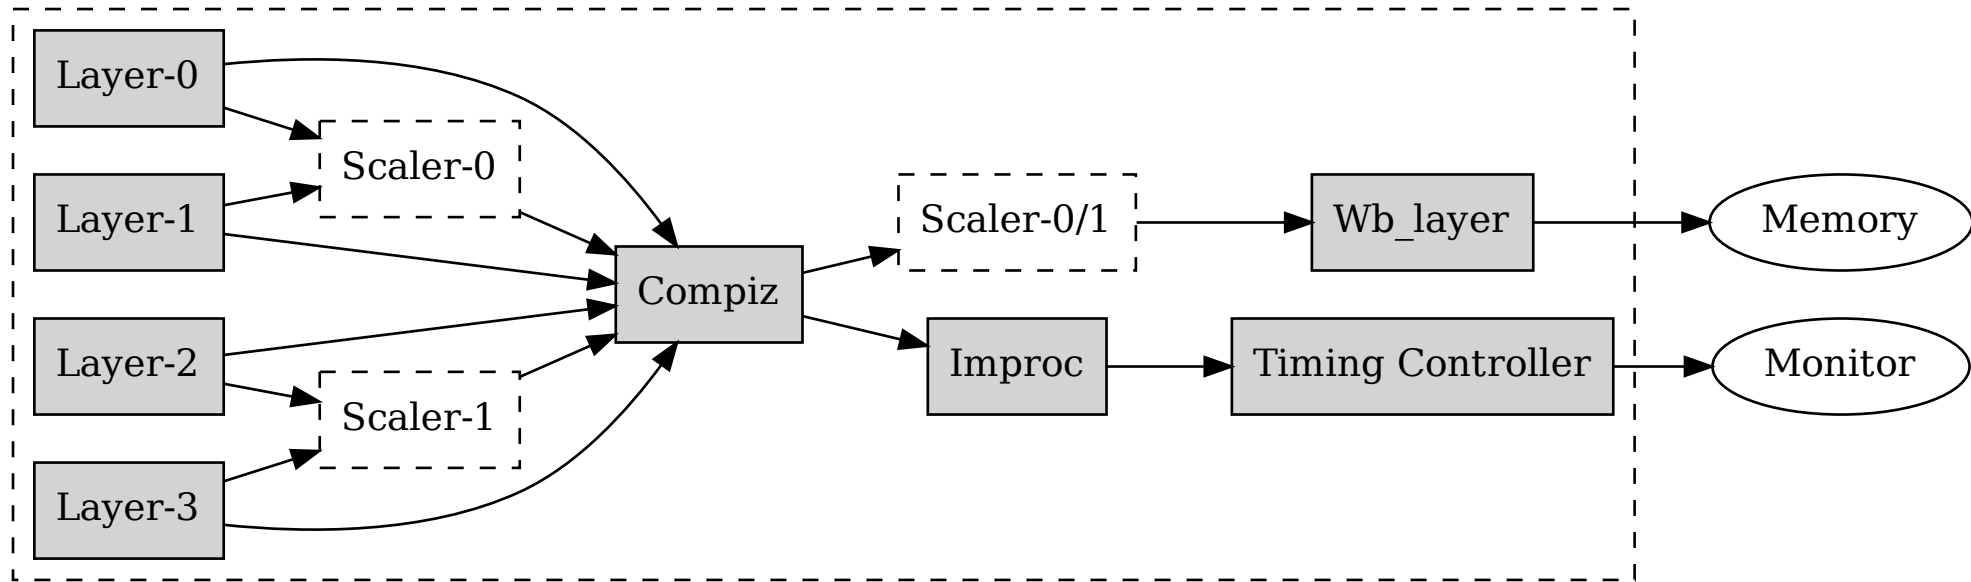 Layer-0
Layer-1
Layer-2
Layer-3
Scaler-0
Scaler-1
Compiz
Scaler-0/1
Improc
Wb_layer
Timing Controller
Memory
Monitor